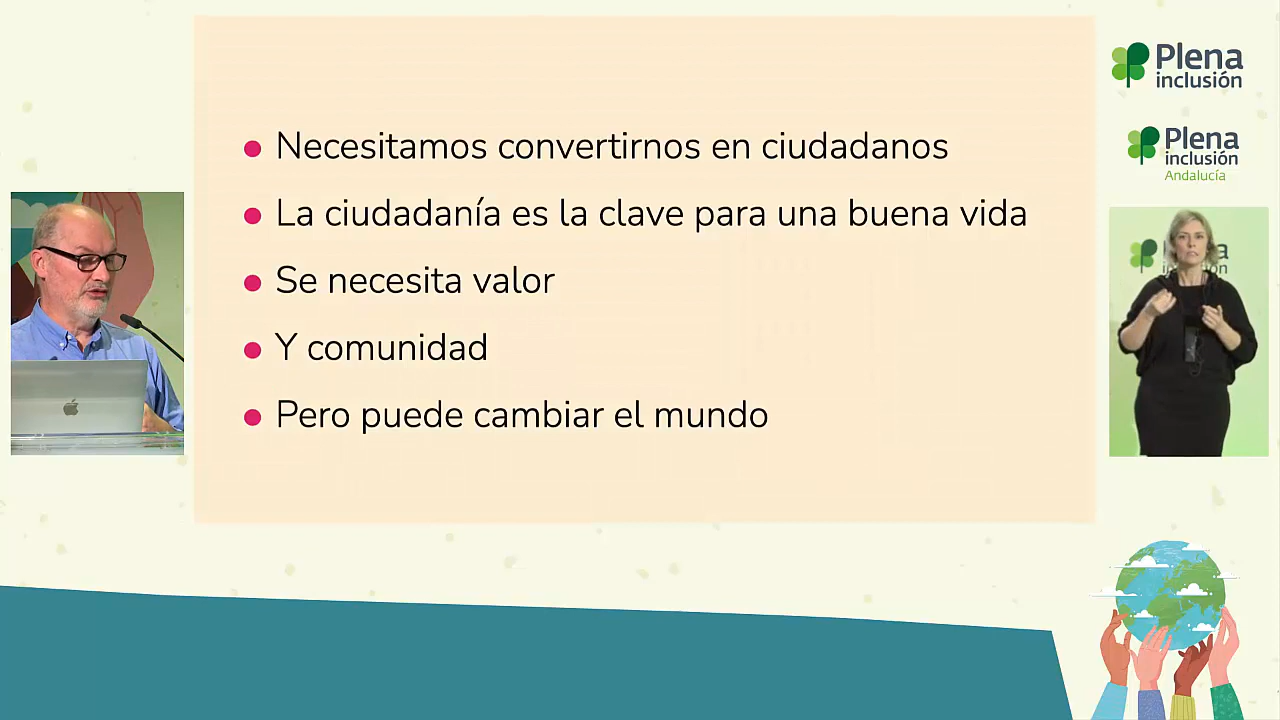 Necesitamos convertirnos en ciudadanos
La ciudadanía es la clave para una buena vida
Se necesita valor
Y comunidad
Pero puede cambiar el mundo
Plena
inclusión
Plena
inclusión
Andalucía